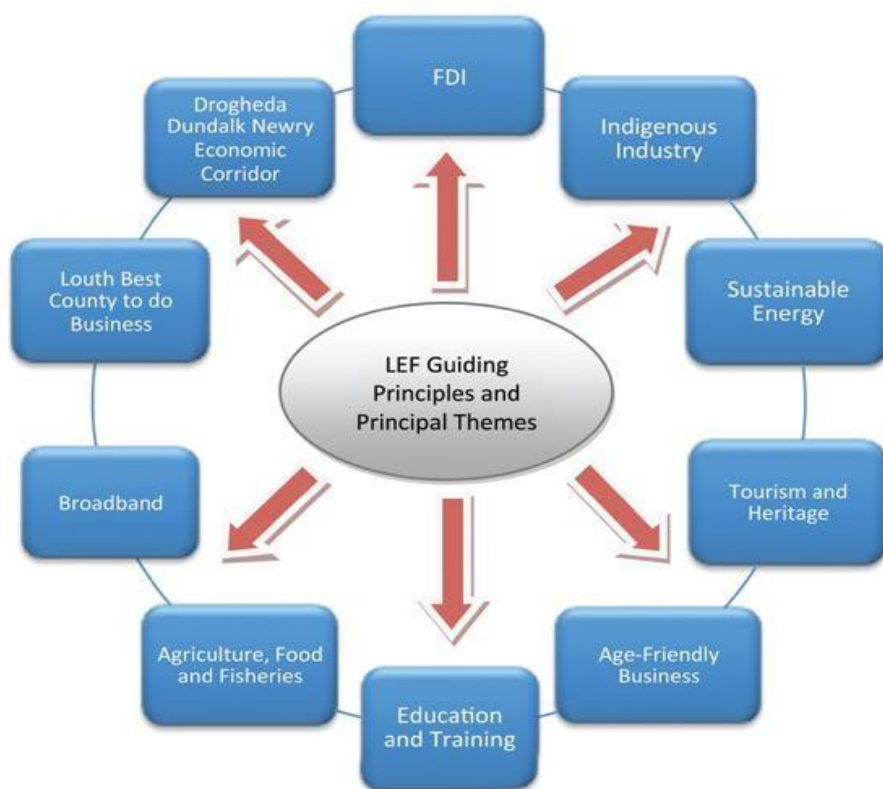 FDI
Indigenous
Industry
Sustainable
Energy
Tourism and
Heritage
Age-Friendly
Business
Education
and Training
Agriculture, Food
and Fisheries
Broadband
Louth Best
County to do
Business
Drogheda
Dundalk Newry
Economic
Corridor
LEF Guiding
Principles and
Principal Themes